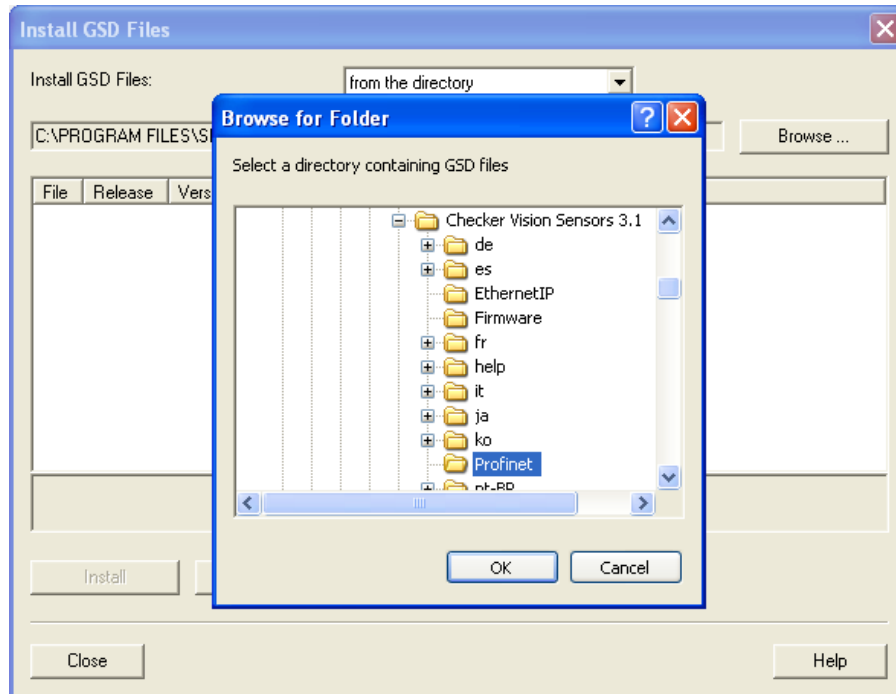 Install GSD Files
Install GSD Files:
from the directory
Browse for Folder
C:\PROGRAM FILES\S
Browse ...
Select a directory containing GSD files
File Release Vers
Checker Vision Sensors 3.1
de
es
EthernetIP
Firmware
fr
help
it
ja
ko
Profinet
OK Cancel
Install
Close Help